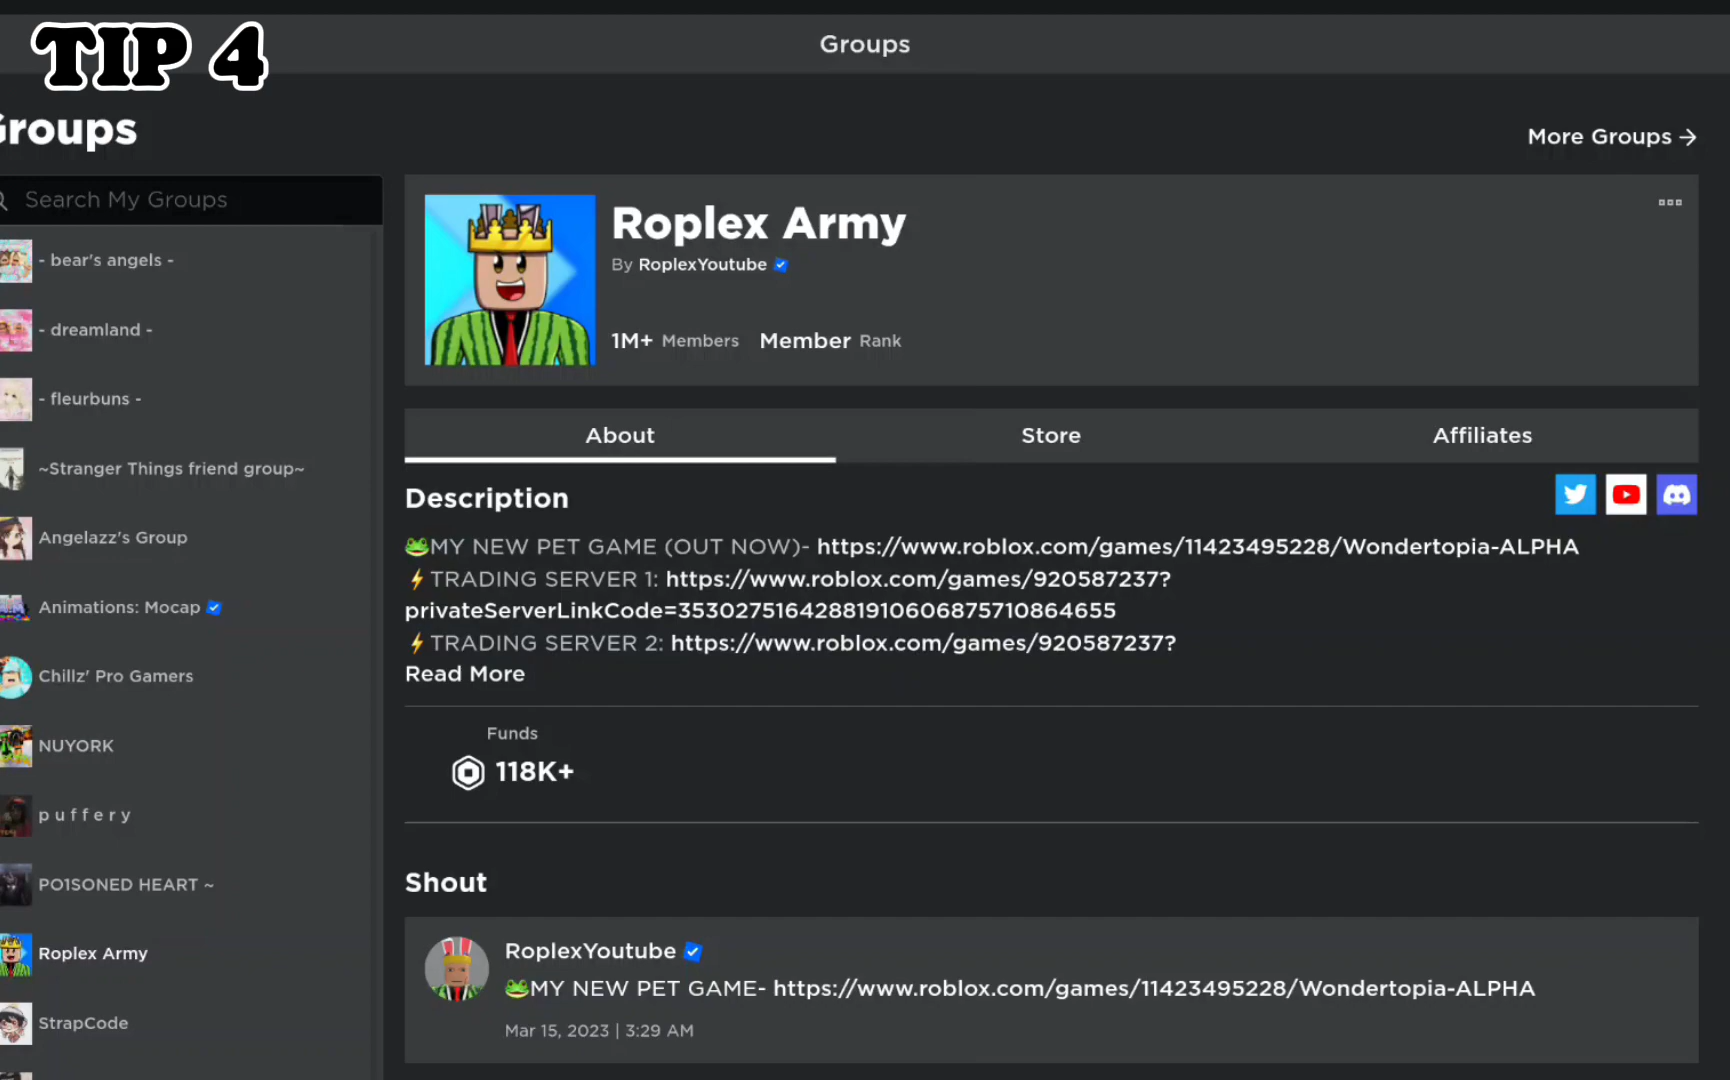 TIP 4
Groups
Groups
More Groups →
Search My Groups
- bear's angels -
- dreamland -
- fleurbuns -
~Stranger Things friend group~
Angelazz's Group
Animations: Mocap
Chillz' Pro Gamers
NUYORK
p u f f e r y
PO1SONED HEART ~
Roplex Army
StrapCode
Roplex Army
By RoplexYoutube
1M+ Members Member Rank
About Store Affiliates
Description
🐸MY NEW PET GAME (OUT NOW)- https://www.roblox.com/games/11423495228/Wondertopia-ALPHA
⚡TRADING SERVER 1: https://www.roblox.com/games/920587237?
privateServerLinkCode=35302751642881910606875710864655
⚡TRADING SERVER 2: https://www.roblox.com/games/920587237?
Read More
Funds
118K+
Shout
RoplexYoutube
🐸MY NEW PET GAME- https://www.roblox.com/games/11423495228/Wondertopia-ALPHA
Mar 15, 2023 | 3:29 AM